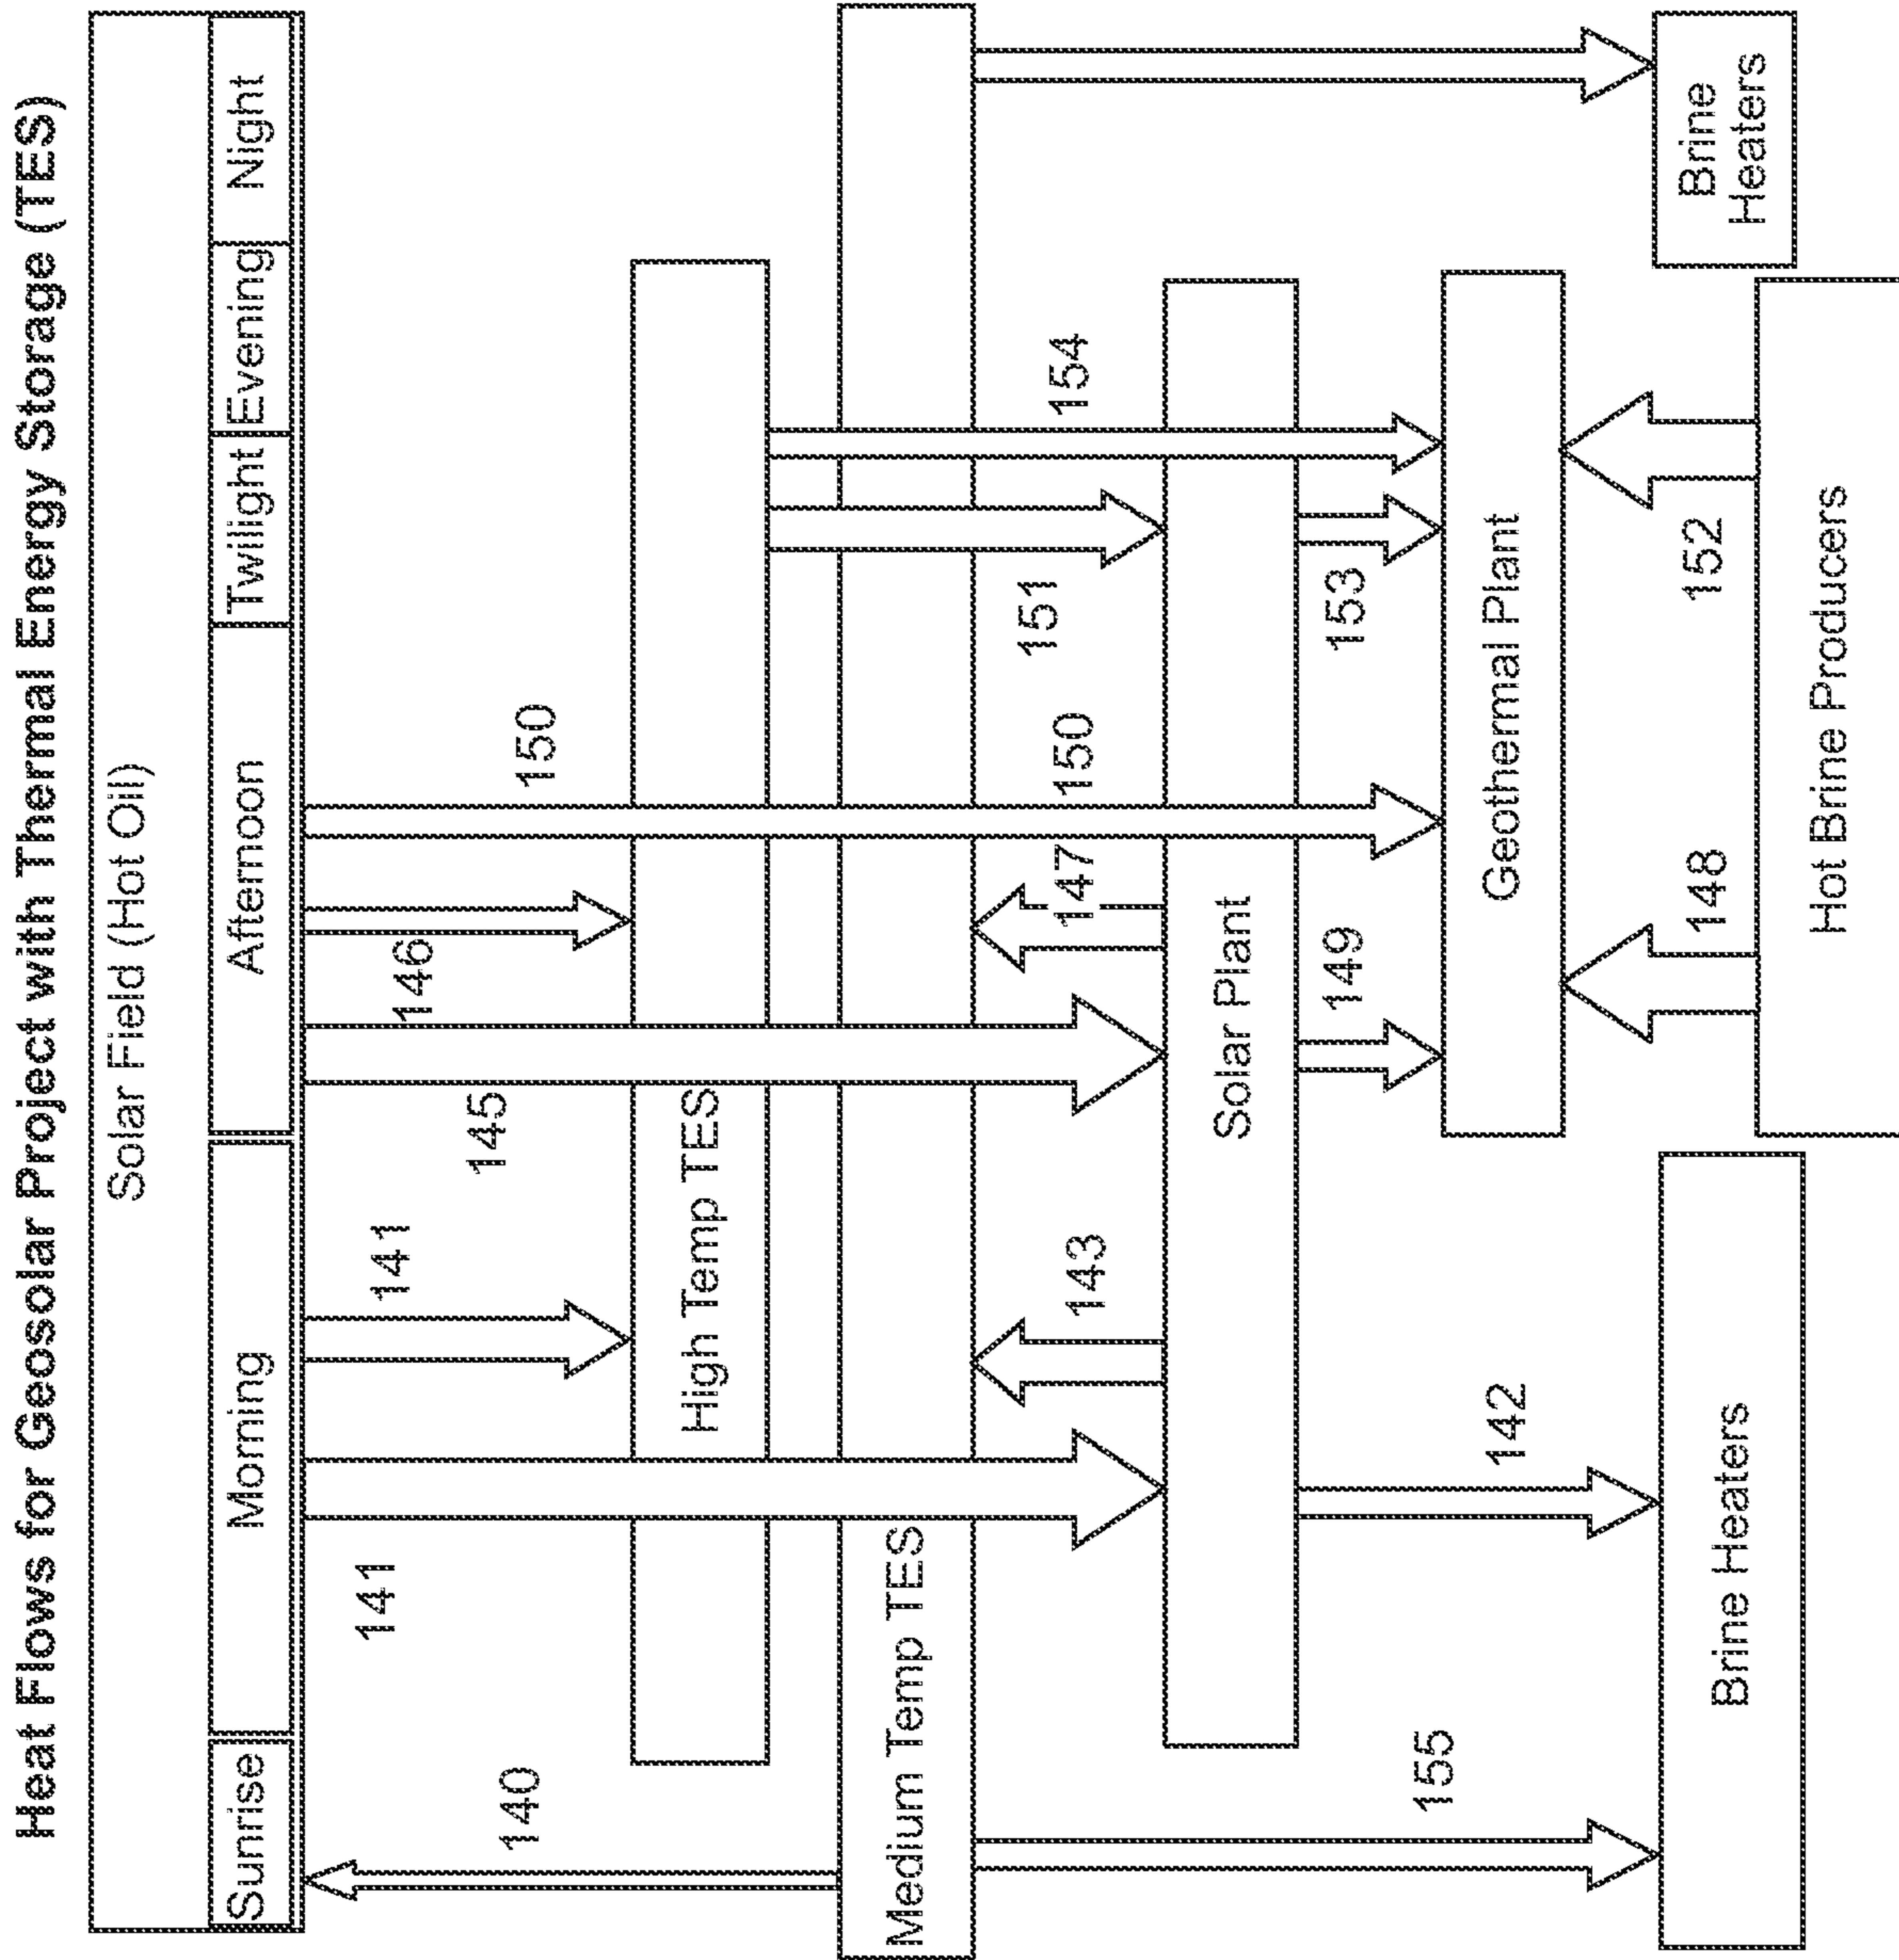 Heat Flows for Geosolar Project with Thermal Energy Storage (TES)
Solar Field (Hot Oil)
Sunrise
Morning
Afternoon
Twilight
Evening
Night
140
141
141
145
146
150
High Temp TES
Medium Temp TES
143
147
150
151
154
Solar Plant
155
142
149
153
Geothermal Plant
Brine Heaters
148
152
Brine
Heaters
Hot Brine Producers